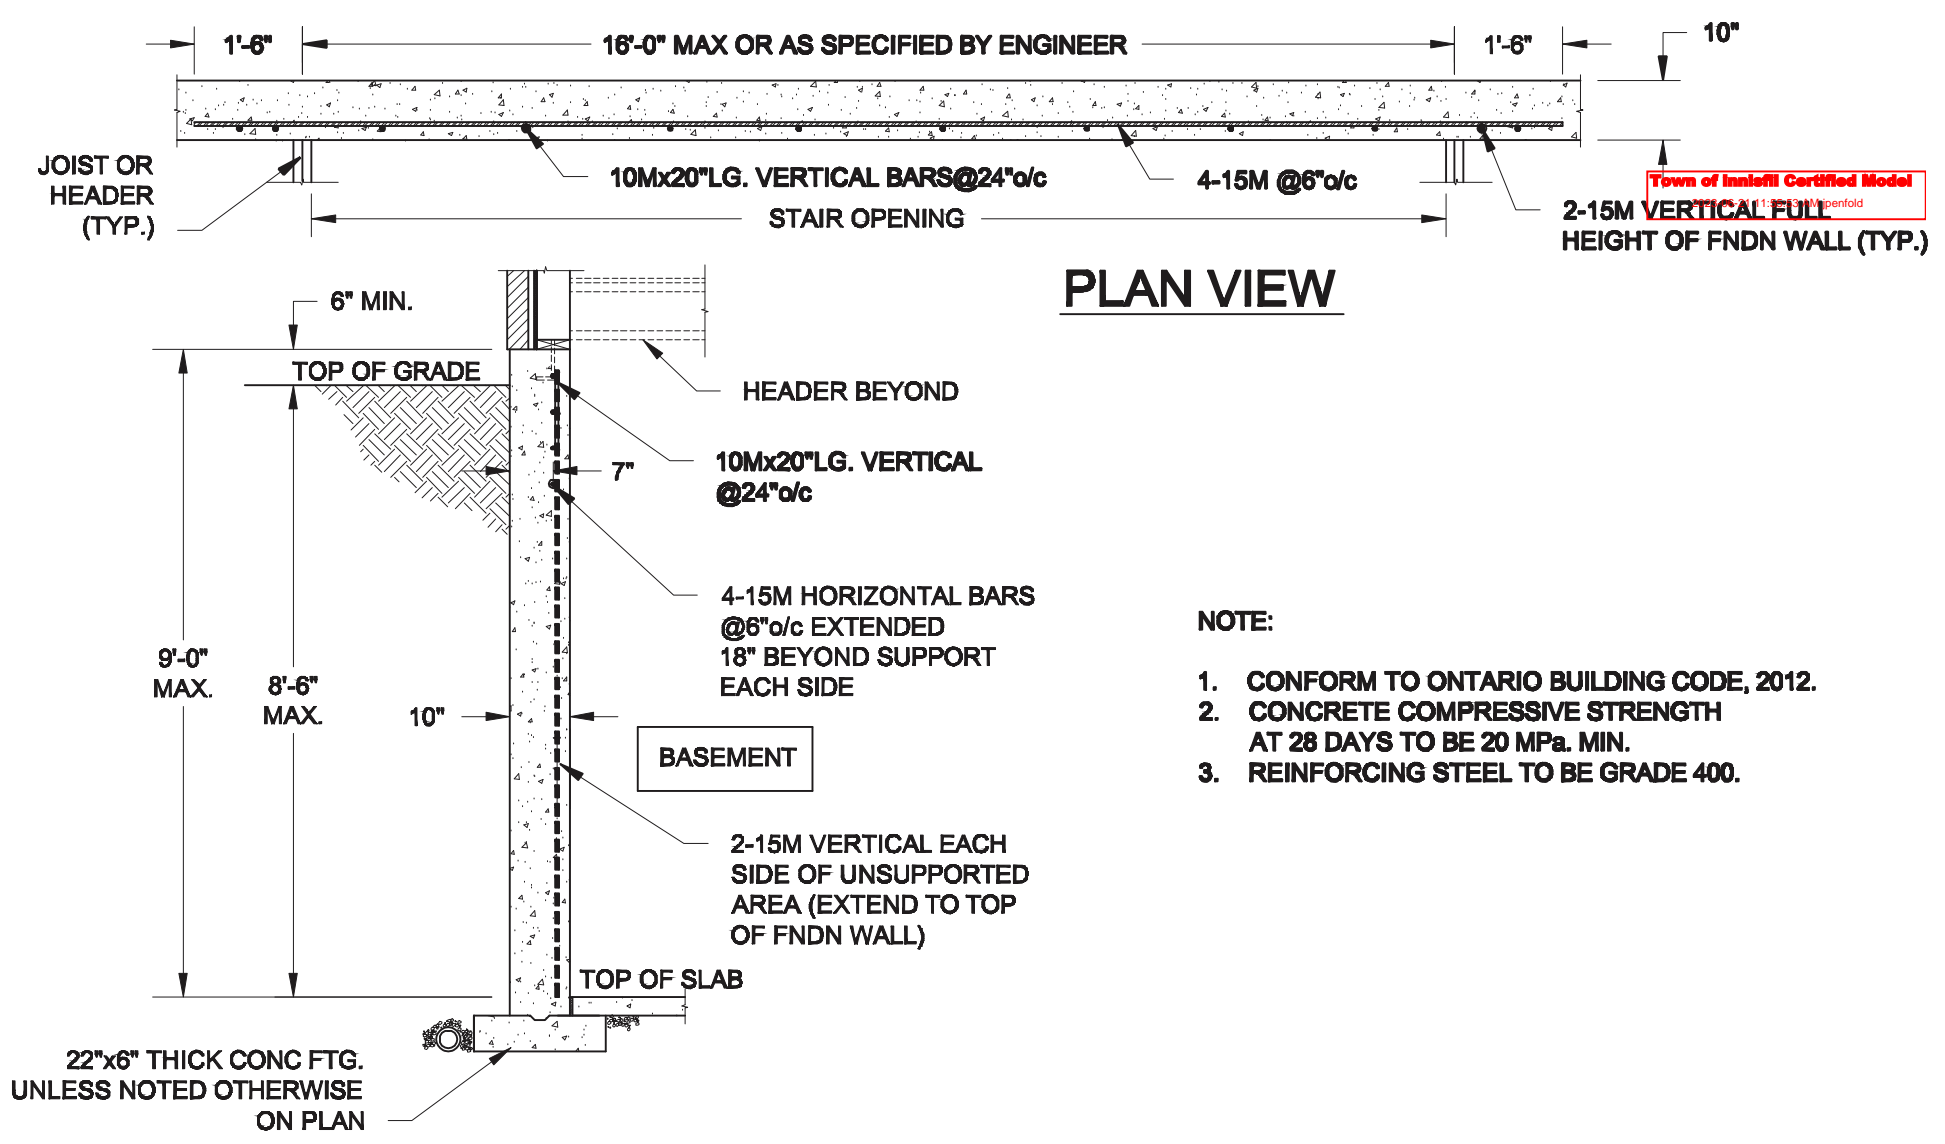 1'-6"
16'-0" MAX OR AS SPECIFIED BY ENGINEER
1'-6"
10"
JOIST OR
HEADER
(TYP.)
10Mx20"LG. VERTICAL BARS@24"o/c
4-15M @6"o/c
Town of Innisfil Certified Model
11:59:53 AM jpenfold
2-15M VERTICAL FULL
HEIGHT OF FNDN WALL (TYP.)
STAIR OPENING
PLAN VIEW
6" MIN.
TOP OF GRADE
HEADER BEYOND
10Mx20"LG. VERTICAL
@24"o/c
7"
4-15M HORIZONTAL BARS
@6"o/c EXTENDED
18" BEYOND SUPPORT
EACH SIDE
9'-0"
MAX.
8'-6"
MAX.
10"
BASEMENT
2-15M VERTICAL EACH
SIDE OF UNSUPPORTED
AREA (EXTEND TO TOP
OF FNDN WALL)
TOP OF SLAB
22"x6" THICK CONC FTG.
UNLESS NOTED OTHERWISE
ON PLAN
NOTE:
1. CONFORM TO ONTARIO BUILDING CODE, 2012.
2. CONCRETE COMPRESSIVE STRENGTH
AT 28 DAYS TO BE 20 MPa. MIN.
3. REINFORCING STEEL TO BE GRADE 400.